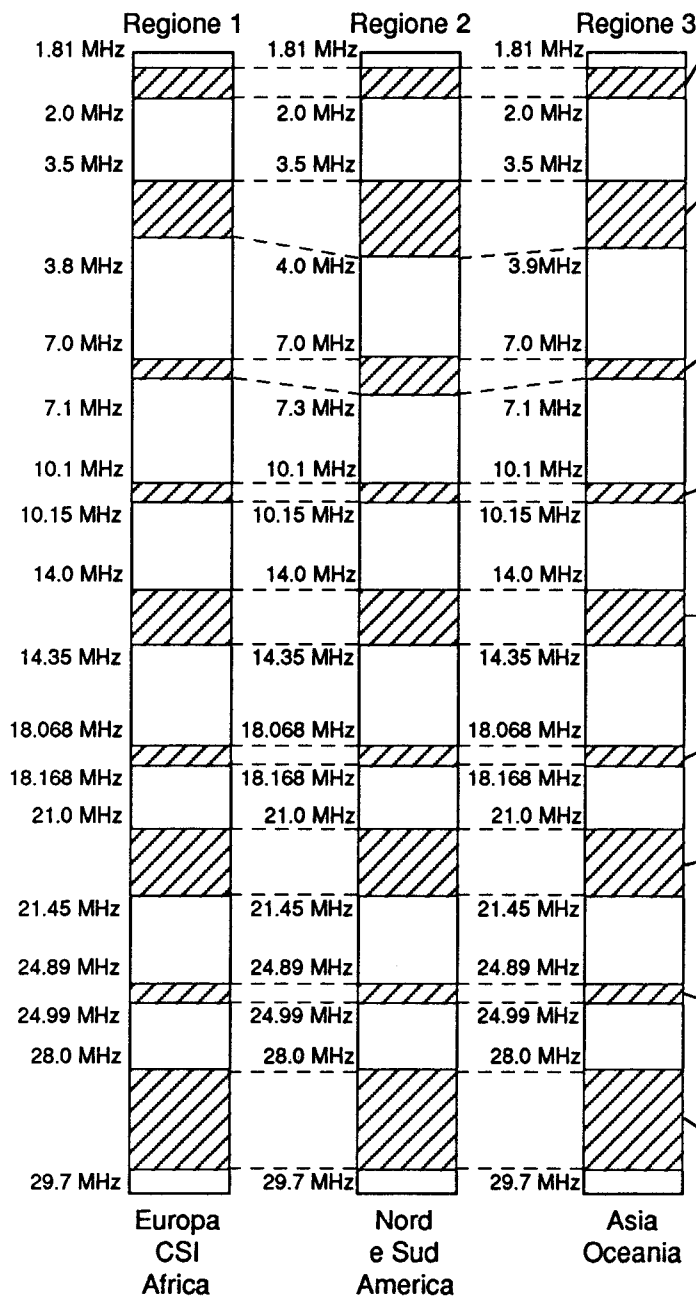 Regione 1 Regione 2 Regione 3
1.81 MHz 1.81 MHz 1.81 MHz
2.0 MHz 2.0 MHz 2.0 MHz
3.5 MHz 3.5 MHz 3.5 MHz
3.8 MHz 4.0 MHz 3.9MHz
7.0 MHz 7.0 MHz 7.0 MHz
7.1 MHz 7.3 MHz 7.1 MHz
10.1 MHz 10.1 MHz 10.1 MHz
10.15 MHz 10.15 MHz 10.15 MHz
14.0 MHz 14.0 MHz 14.0 MHz
14.35 MHz 14.35 MHz 14.35 MHz
18.068 MHz 18.068 MHz 18.068 MHz
18.168 MHz 18.168 MHz 18.168 MHz
21.0 MHz 21.0 MHz 21.0 MHz
21.45 MHz 21.45 MHz 21.45 MHz
24.89 MHz 24.89 MHz 24.89 MHz
24.99 MHz 24.99 MHz 24.99 MHz
28.0 MHz 28.0 MHz 28.0 MHz
29.7 MHz 29.7 MHz 29.7 MHz
Europa Nord Asia
CSI e Sud Oceania
Africa America